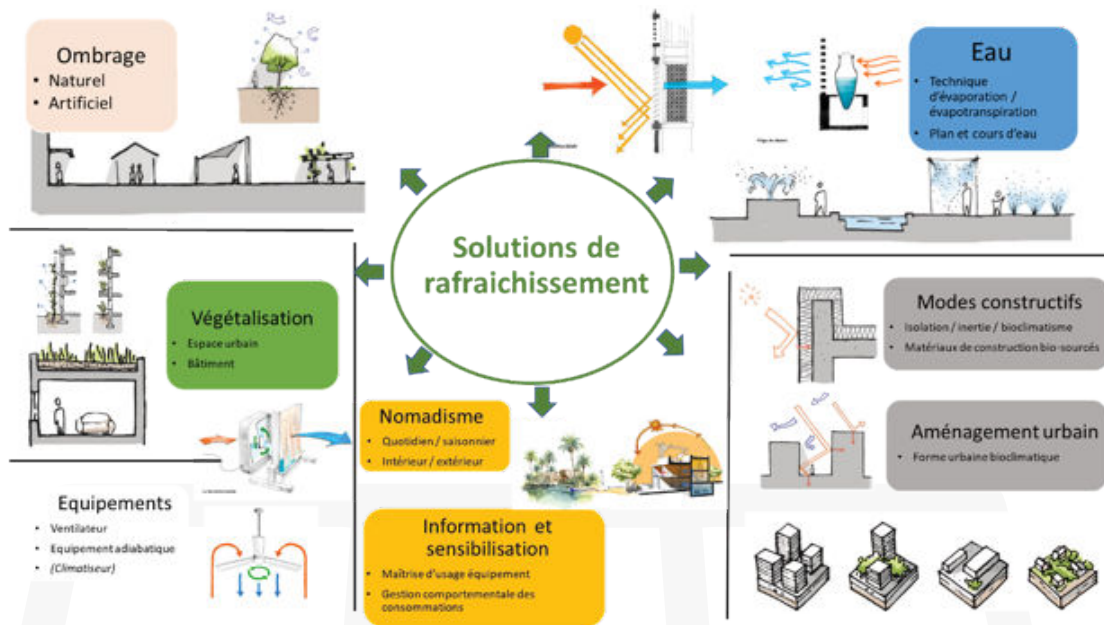 Ombrage
• Naturel
• Artificiel
Eau
• Technique
d'évaporation /
évapotranspiration
• Plan et cours d'eau
Solutions de
rafraichissement
Végétalisation
• Espace urbain
• Bâtiment
Modes constructifs
• Isolation / inertie / bioclimatisme
• Matériaux de construction bio-sourcés
Nomadisme
• Quotidien / saisonnier
• Intérieur / extérieur
Aménagement urbain
• Forme urbaine bioclimatique
Equipements
• Ventilateur
• Equipement adiabatique
• (Climatiseur)
Information et
sensibilisation
• Maîtrise d'usage équipement
• Gestion comportementale des
consommations